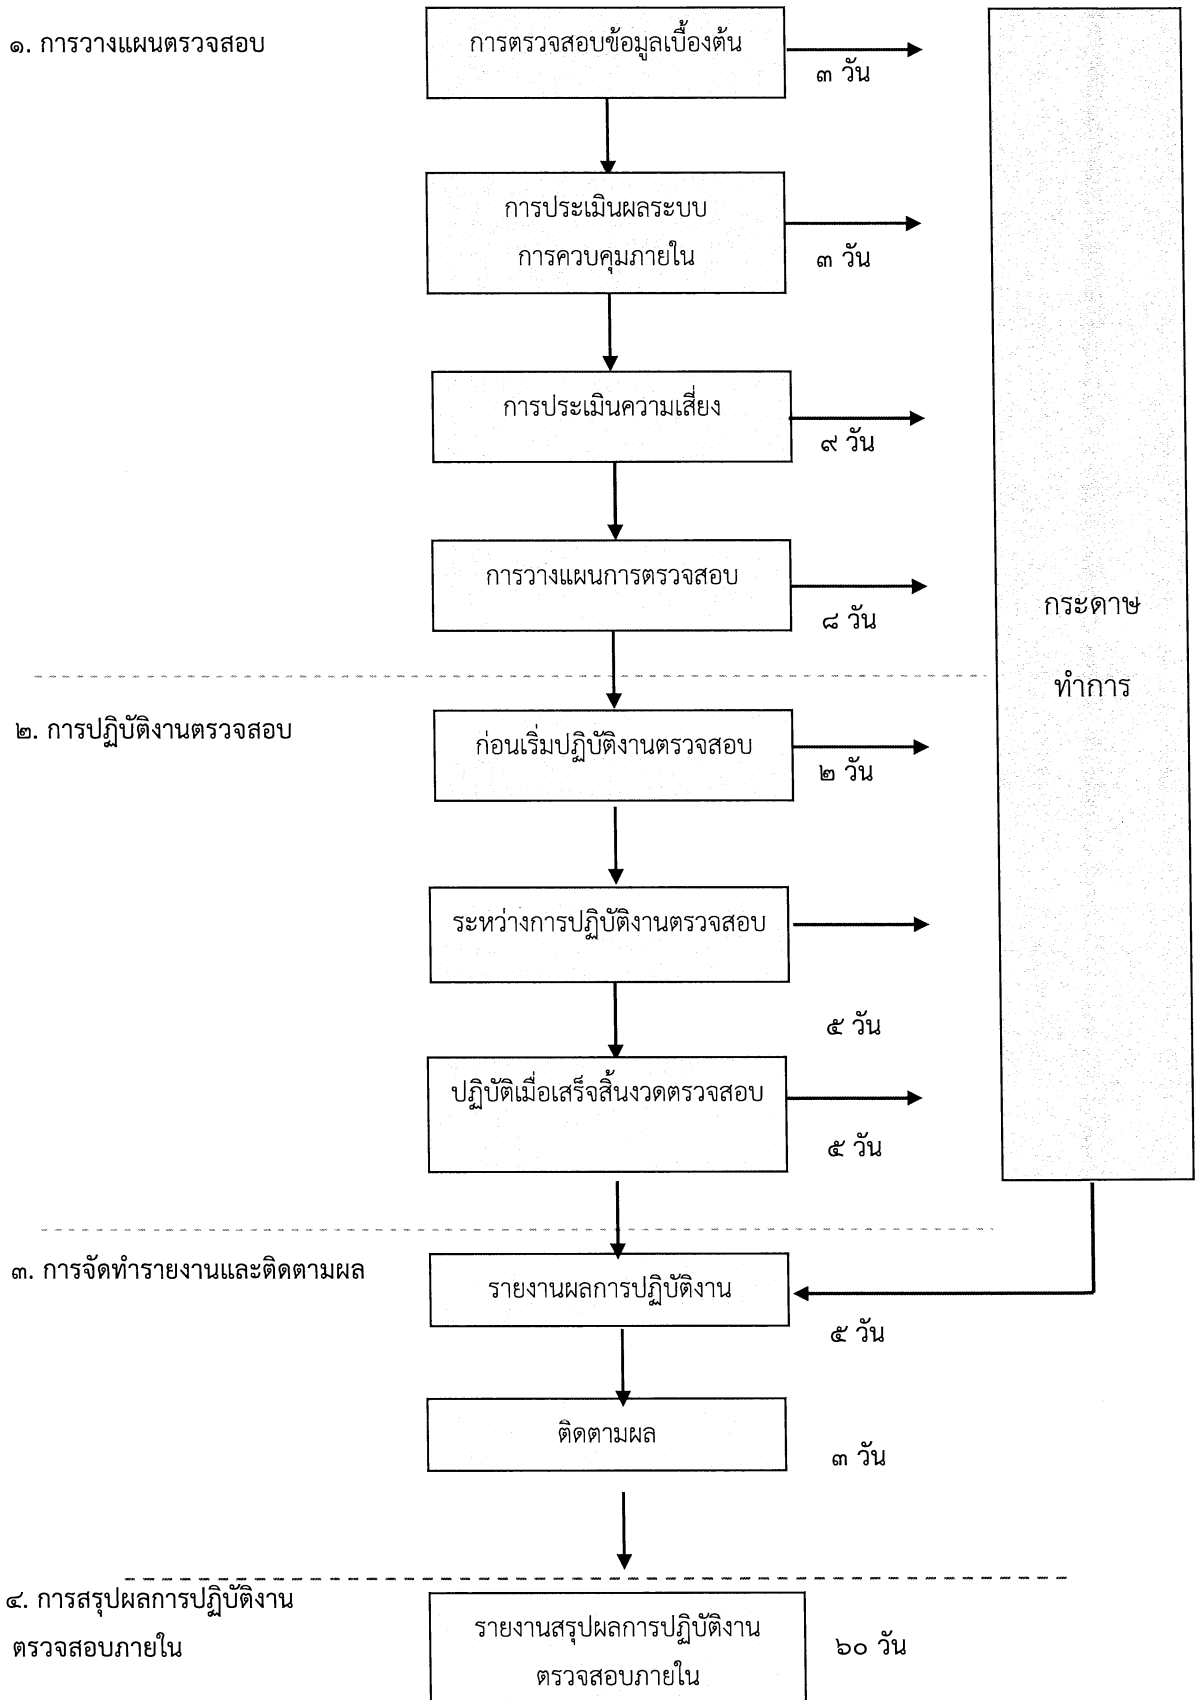 ๑. การวางแผนตรวจสอบ
การตรวจสอบข้อมูลเบื้องต้น
๓ วัน
การประเมินผลระบบ
การควบคุมภายใน
๓ วัน
การประเมินความเสี่ยง
๙ วัน
การวางแผนการตรวจสอบ
๘ วัน
กระดาษ
ทำการ
๒. การปฏิบัติงานตรวจสอบ
ก่อนเริ่มปฏิบัติงานตรวจสอบ
๒ วัน
ระหว่างการปฏิบัติงานตรวจสอบ
๕ วัน
ปฏิบัติเมื่อเสร็จสิ้นงวดตรวจสอบ
๕ วัน
๓. การจัดทำรายงานและติดตามผล
รายงานผลการปฏิบัติงาน
๕ วัน
ติดตามผล
๓ วัน
๔. การสรุปผลการปฏิบัติงาน
ตรวจสอบภายใน
รายงานสรุปผลการปฏิบัติงาน
ตรวจสอบภายใน
๖๐ วัน